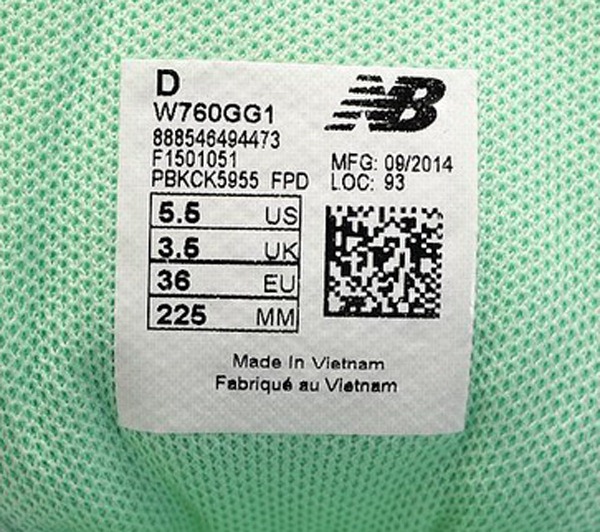 D
W760GG1
888546494473
F1501051
PBKCK5955 FPD
NB
MFG: 09/2014
LOC: 93
5.5 US
3.5 UK
36 EU
225 MM
Made In Vietnam
Fabriqué au Vietnam